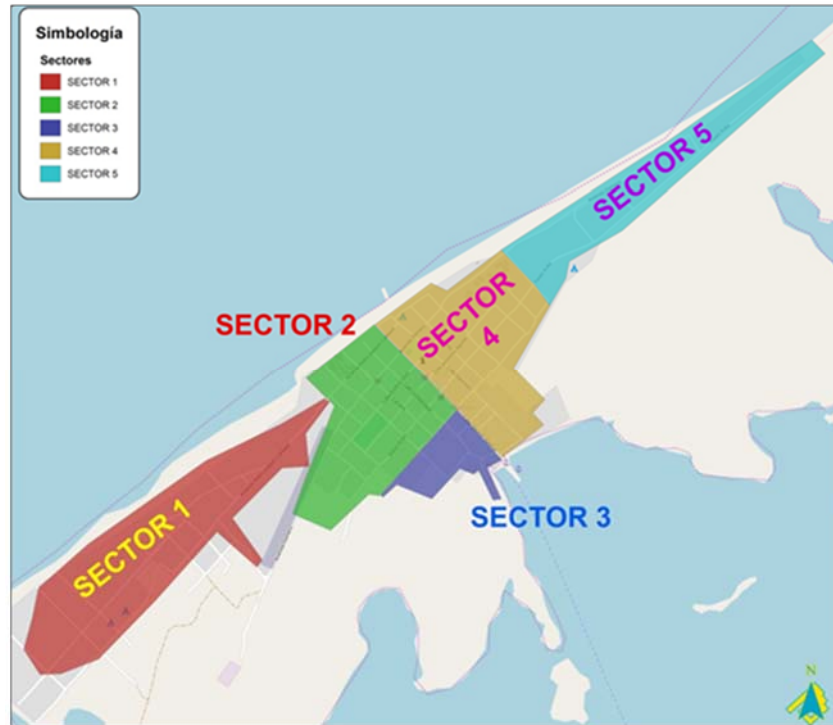 Simbología
Sectores
SECTOR 1
SECTOR 2
SECTOR 3
SECTOR 4
SECTOR 5
SECTOR 5
SECTOR 2
SECTOR
4
SECTOR 1
SECTOR 3
N